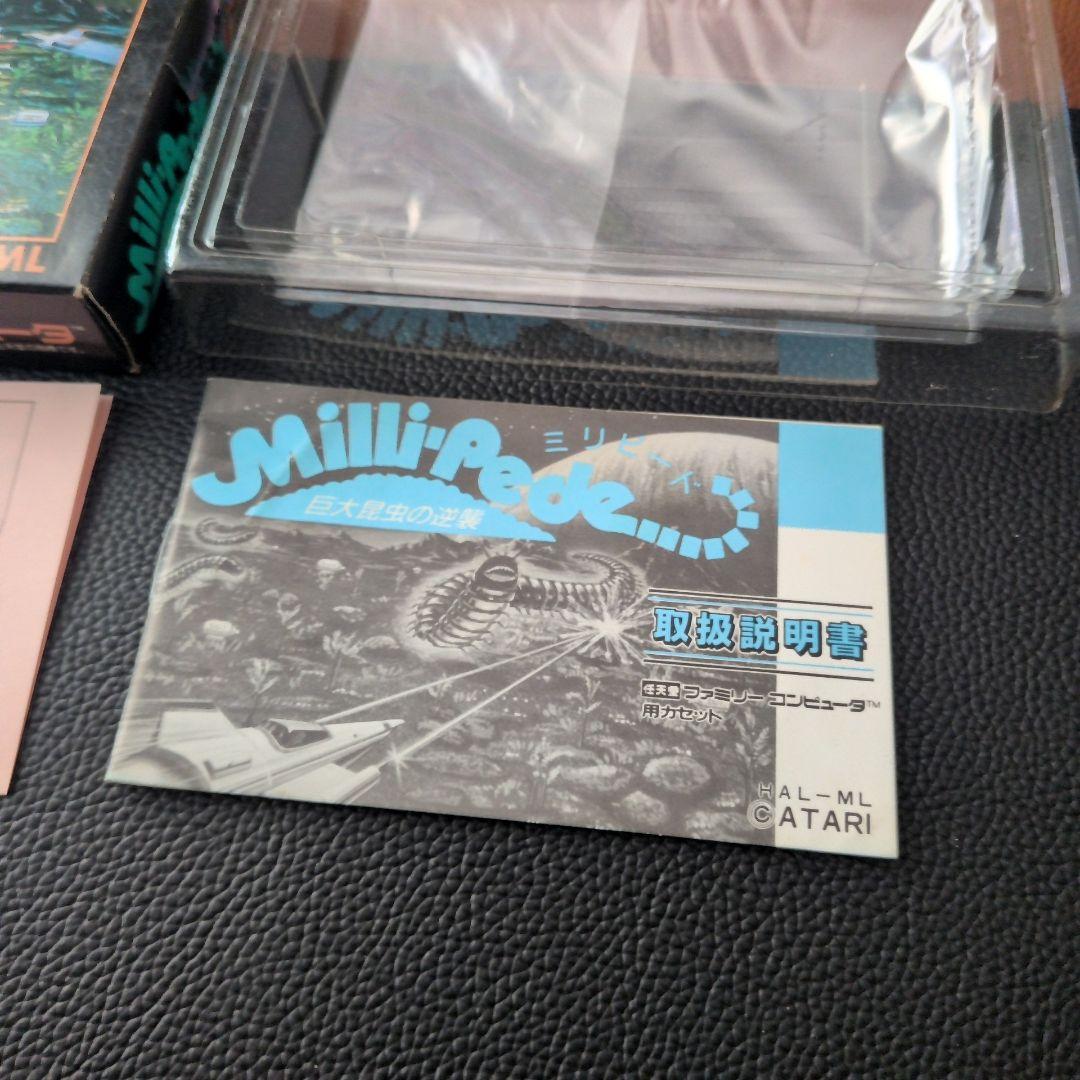 Milli-Pede
ML
Milli-Pede
ミリピード
巨大昆虫の逆襲
取扱説明書
任天堂 ファミリー コンピュータ™
用カセット
HAL-ML
©ATARI